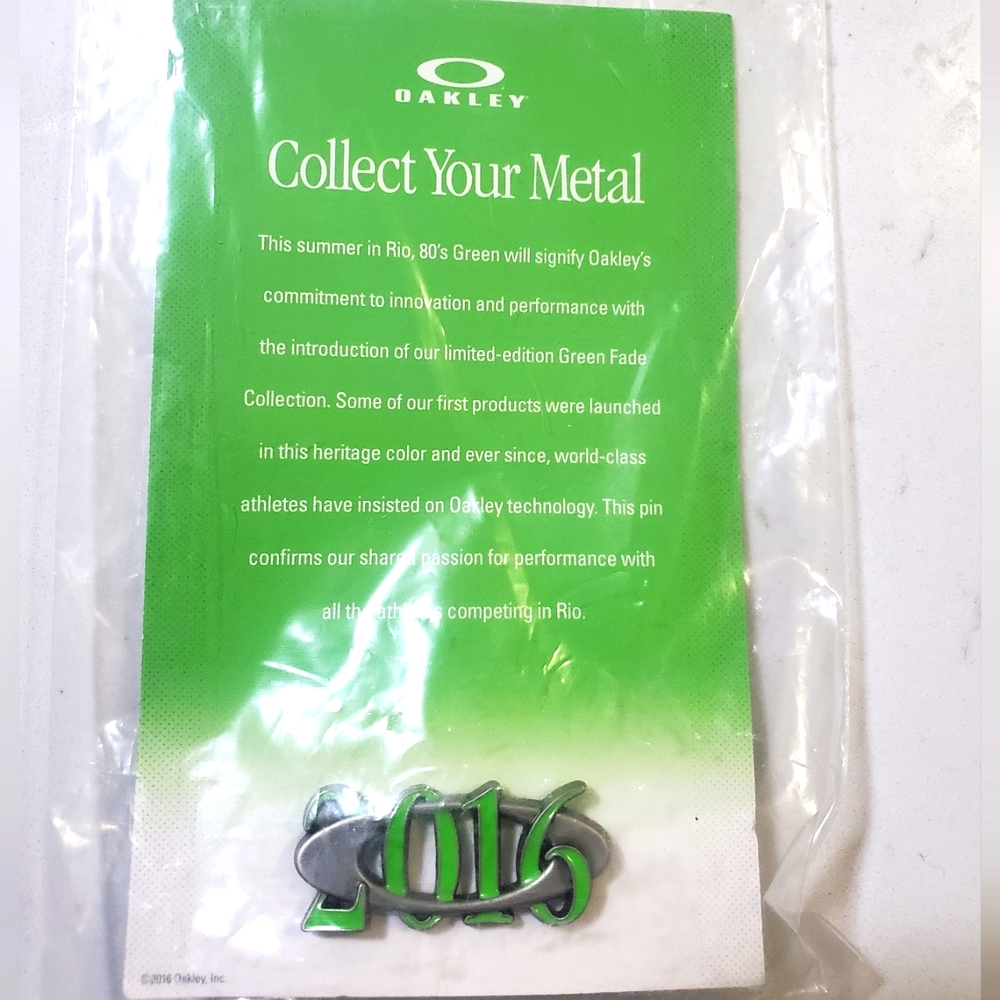 OAKLEY
Collect Your Metal
This summer in Rio, 80's Green will signify Oakley's
commitment to innovation and performance with
the introduction of our limited-edition Green Fade
Collection. Some of our first products were launched
in this heritage color and ever since, world-class
athletes have insisted on Oakley technology. This pin
confirms our shared passion for performance with
all the athletes competing in Rio.
2016
©2016 Oakley, Inc.